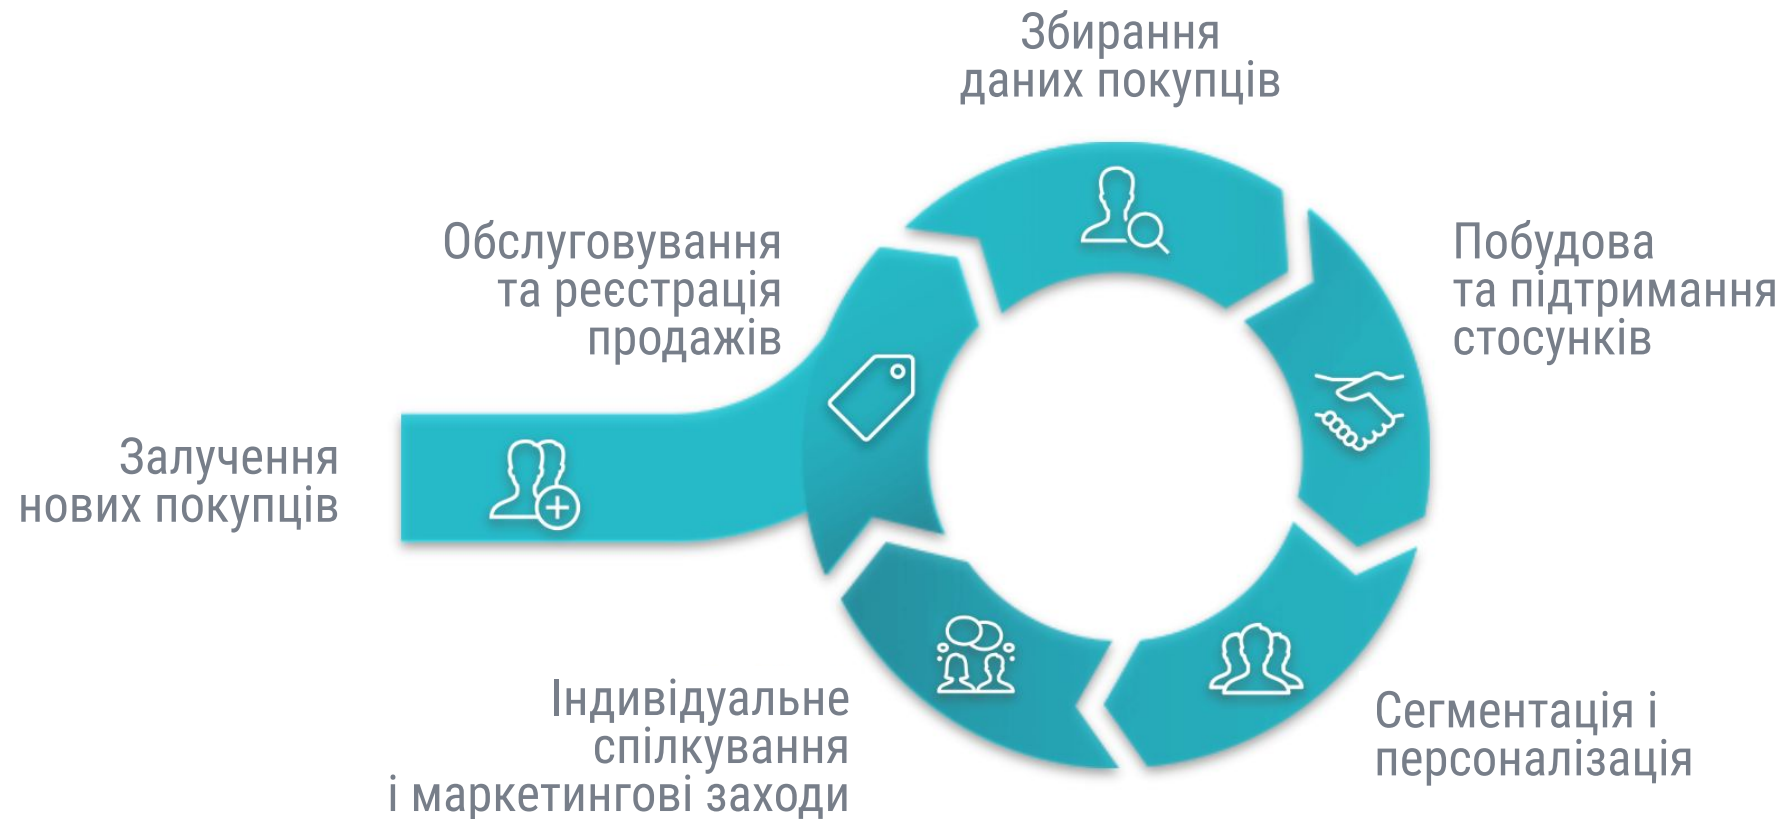 Збирання
даних покупців
Обслуговування
та реєстрація
продажів
Побудова
та підтримання
стосунків
Залучення
нових покупців
Індивідуальне
спілкування
і маркетингові заходи
Сегментація і
персоналізація